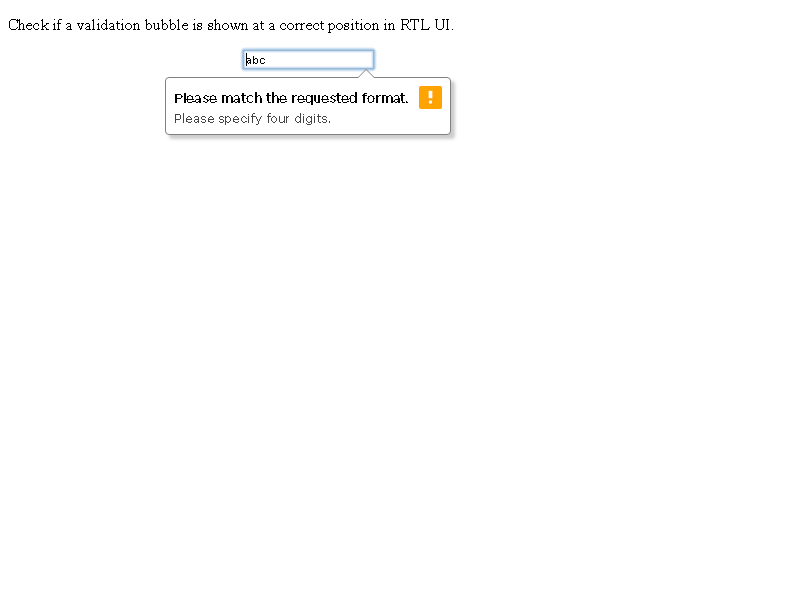 Check if a validation bubble is shown at a correct position in RTL UI.
abc
Please match the requested format.
Please specify four digits.